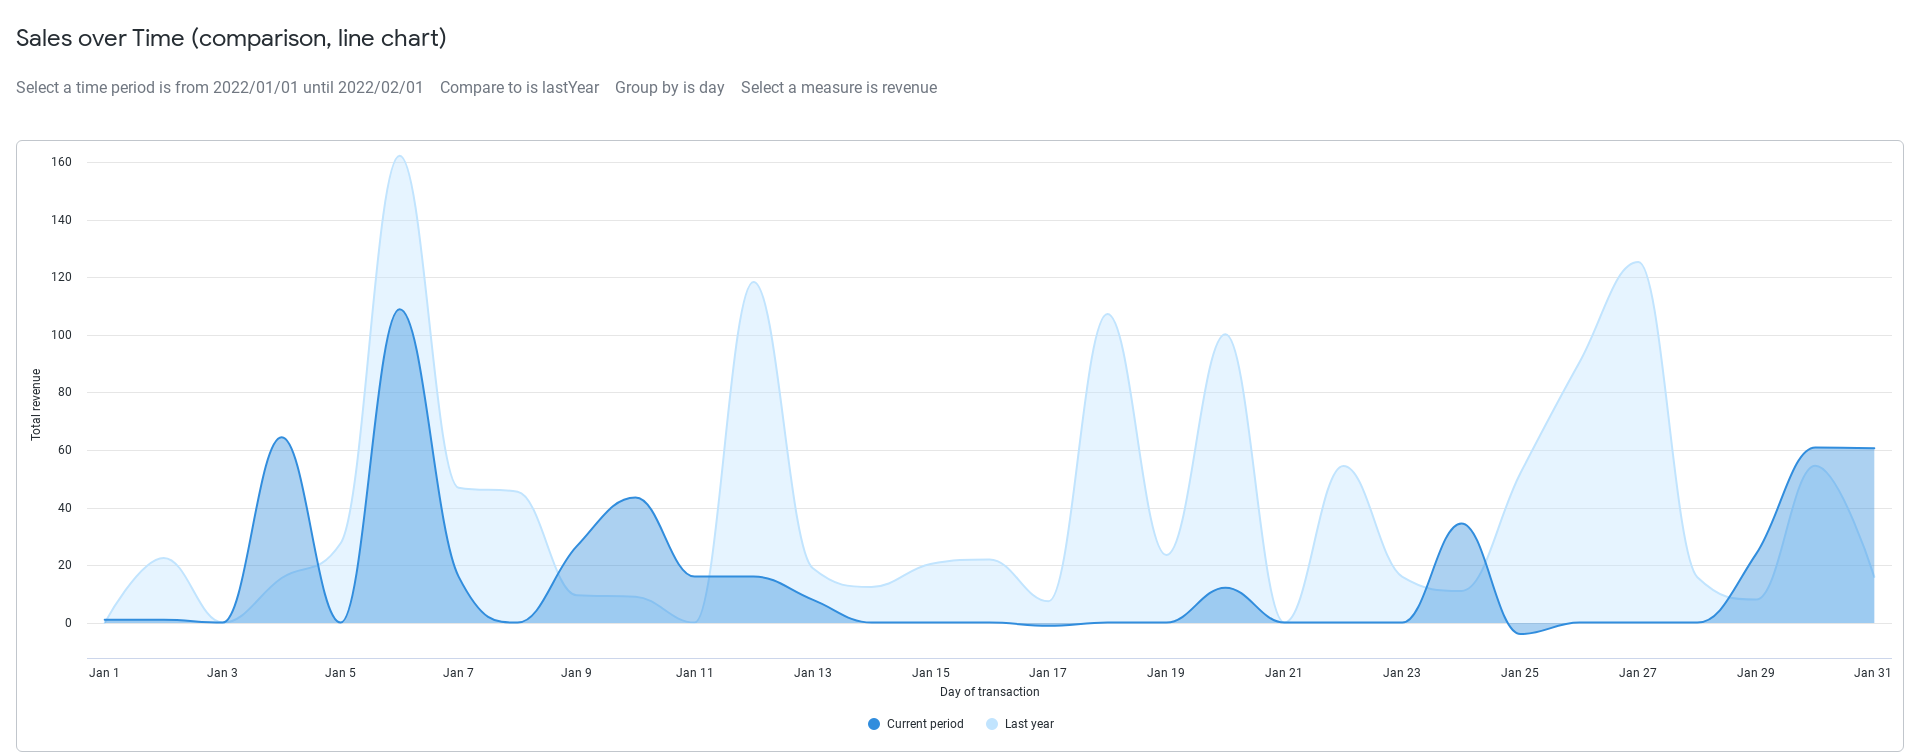 Sales over Time (comparison, line chart)
Select a time period is from 2022/01/01 until 2022/02/01 Compare to is lastYear Group by is day Select a measure is revenue
160
140
120
100
80
60
40
20
0
Total revenue
Jan 1 Jan 3 Jan 5 Jan 7 Jan 9 Jan 11 Jan 13 Jan 15 Jan 17 Jan 19 Jan 21 Jan 23 Jan 25 Jan 27 Jan 29 Jan 31
Day of transaction
Current period Last year